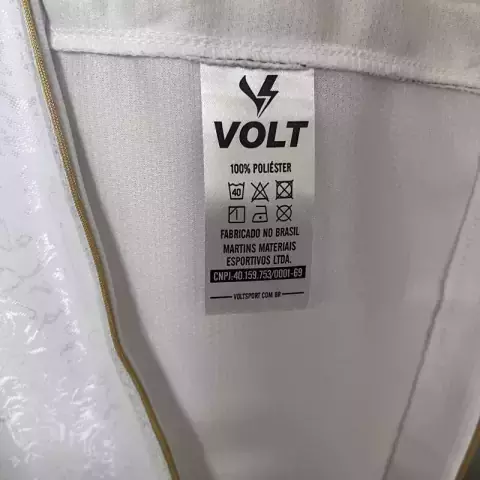 VOLT
100% POLIÉSTER
40
FABRICADO NO BRASIL
MARTINS MATERIAIS
ESPORTIVOS LTDA.
CNPJ:40.159.753/0001-69
VOLTSPORT.COM.BR